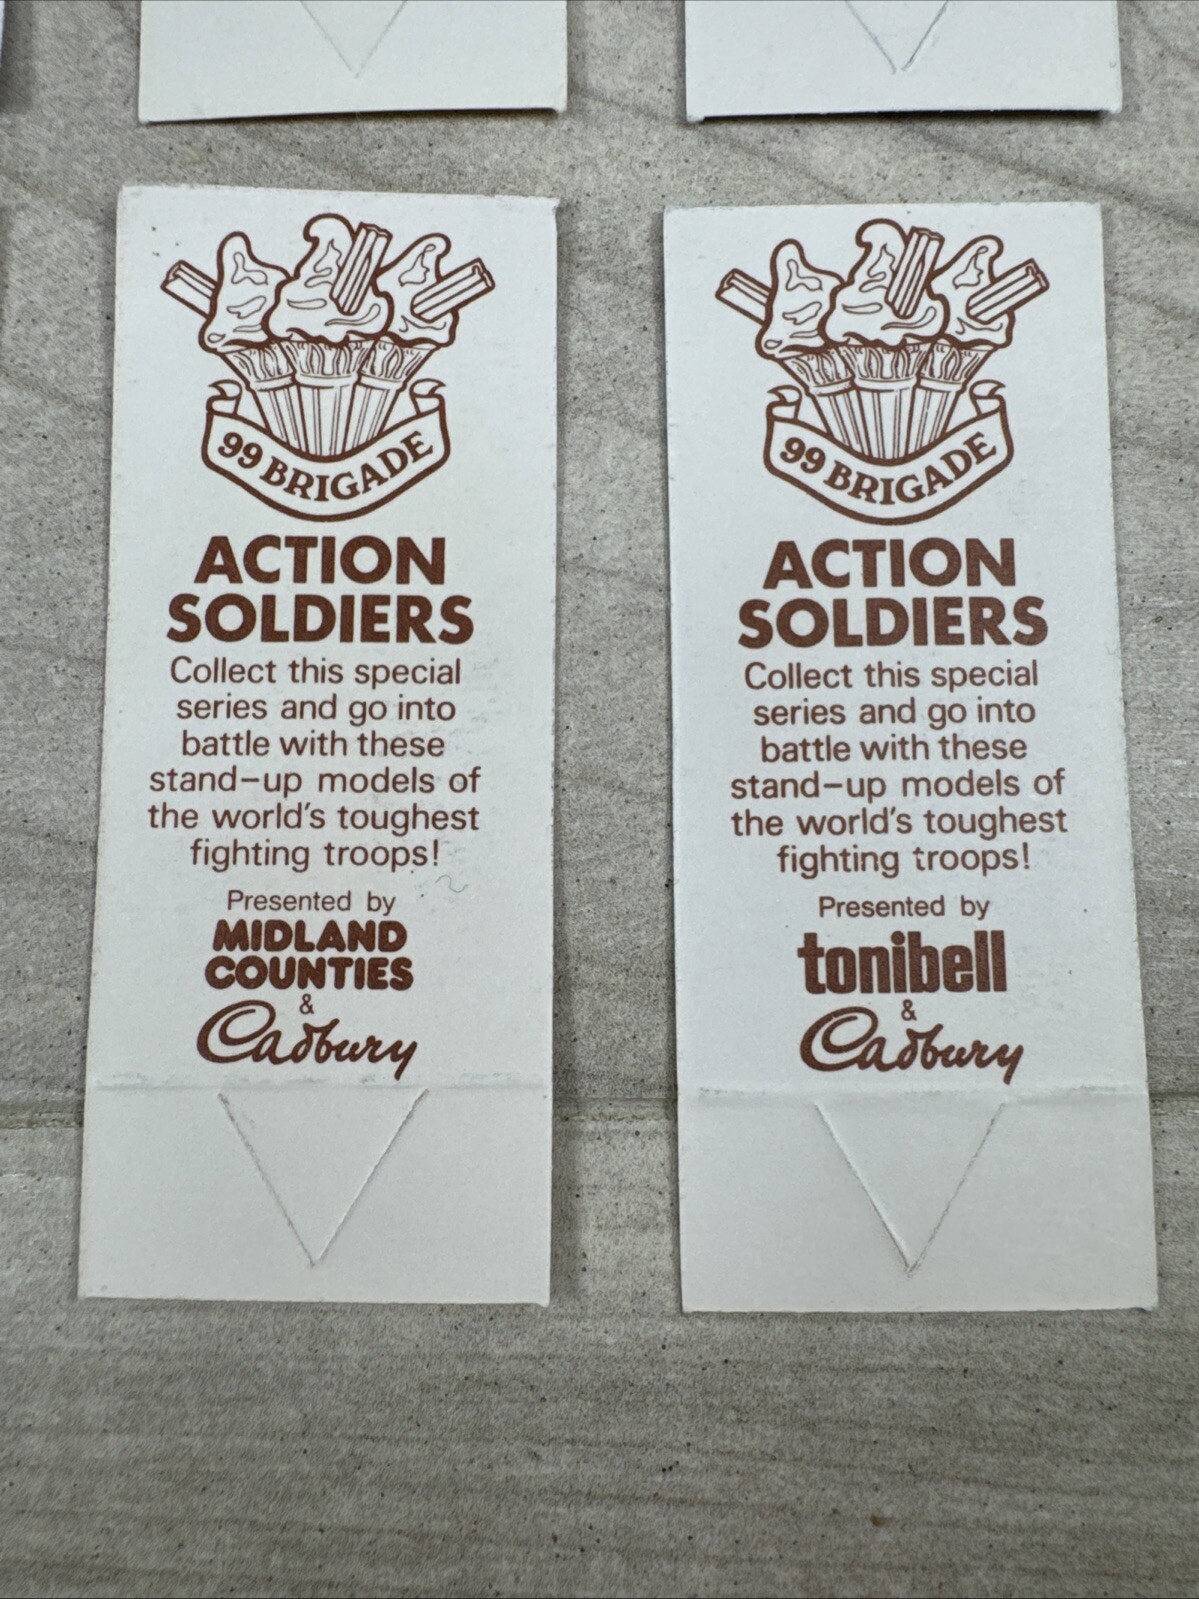 99 BRIGADE
ACTION
SOLDIERS
Collect this special
series and go into
battle with these
stand-up models of
the world's toughest
fighting troops!
Presented by
MIDLAND
COUNTIES
&
Cadbury
99 BRIGADE
ACTION
SOLDIERS
Collect this special
series and go into
battle with these
stand-up models of
the world's toughest
fighting troops!
Presented by
tonibell
&
Cadbury